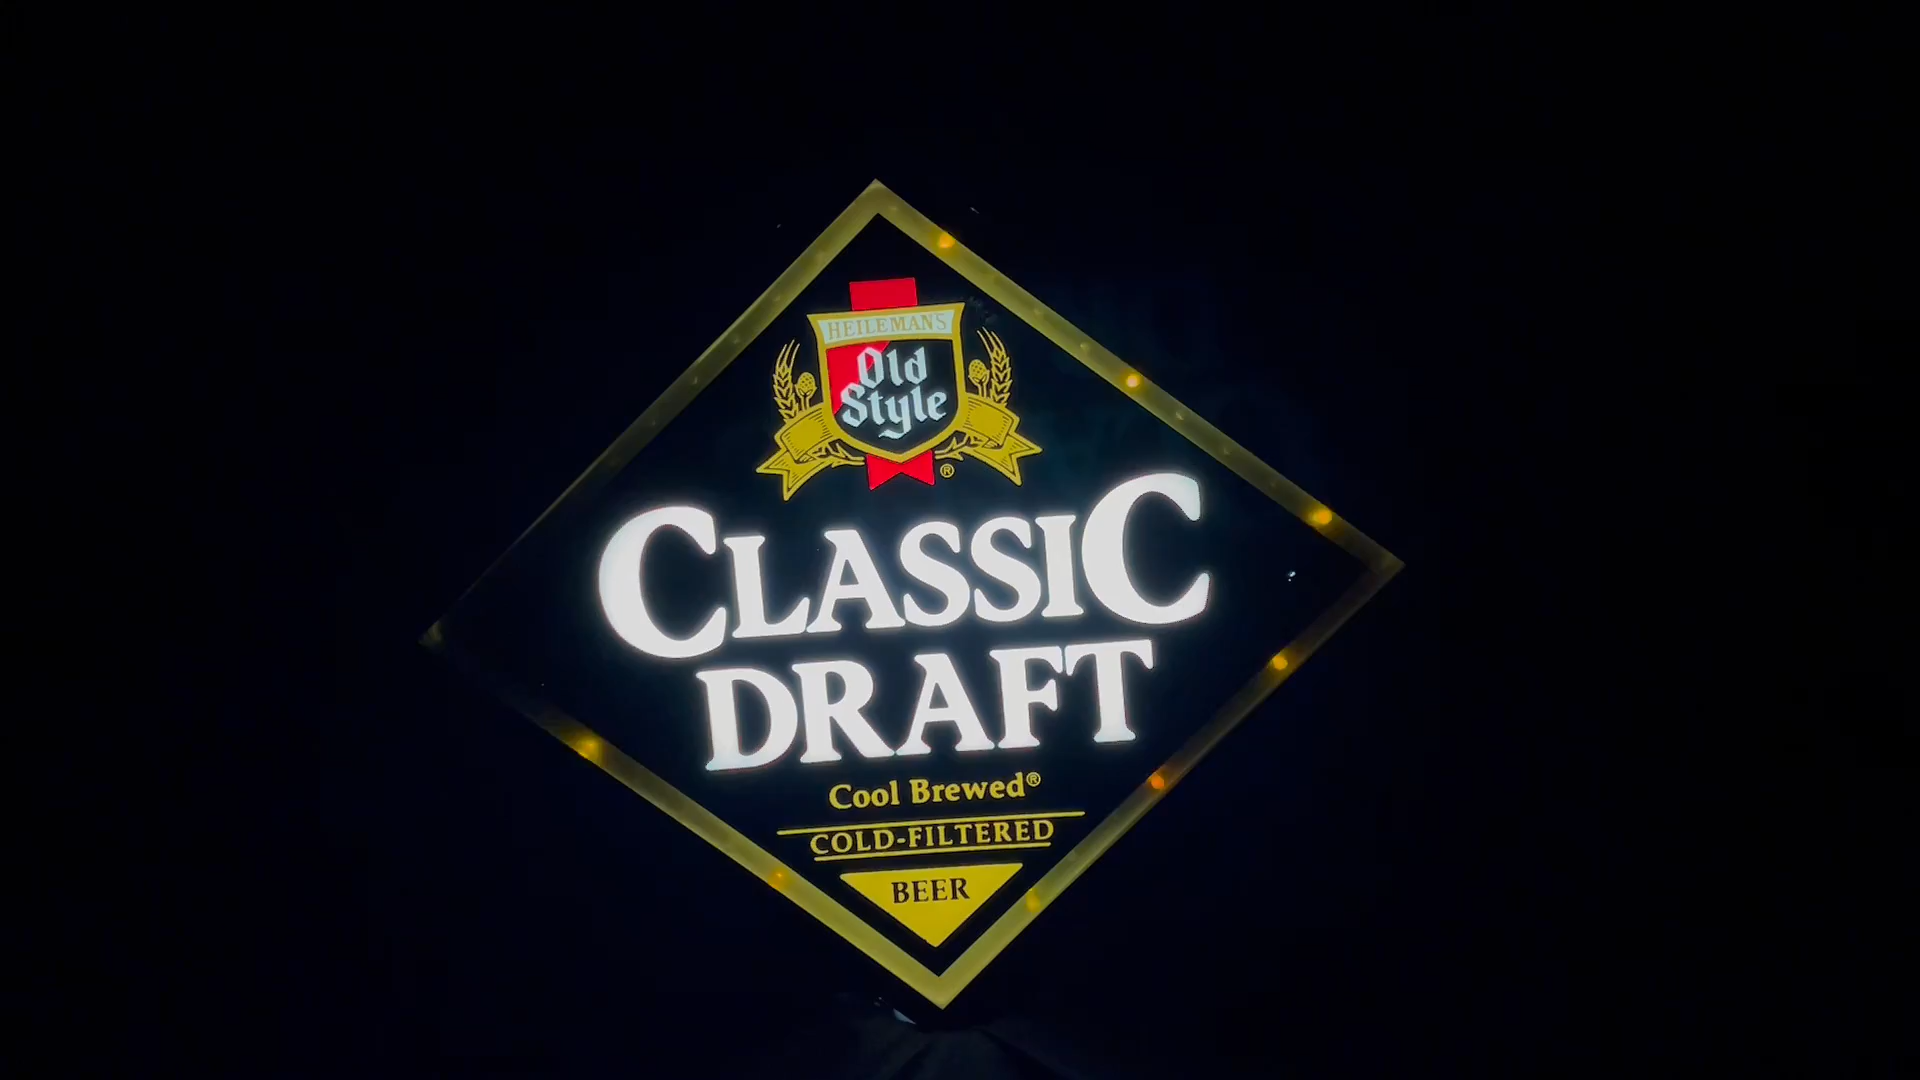 HEILEMAN'S
Old
Style
®
CLASSIC
DRAFT
Cool Brewed®
COLD-FILTERED
BEER